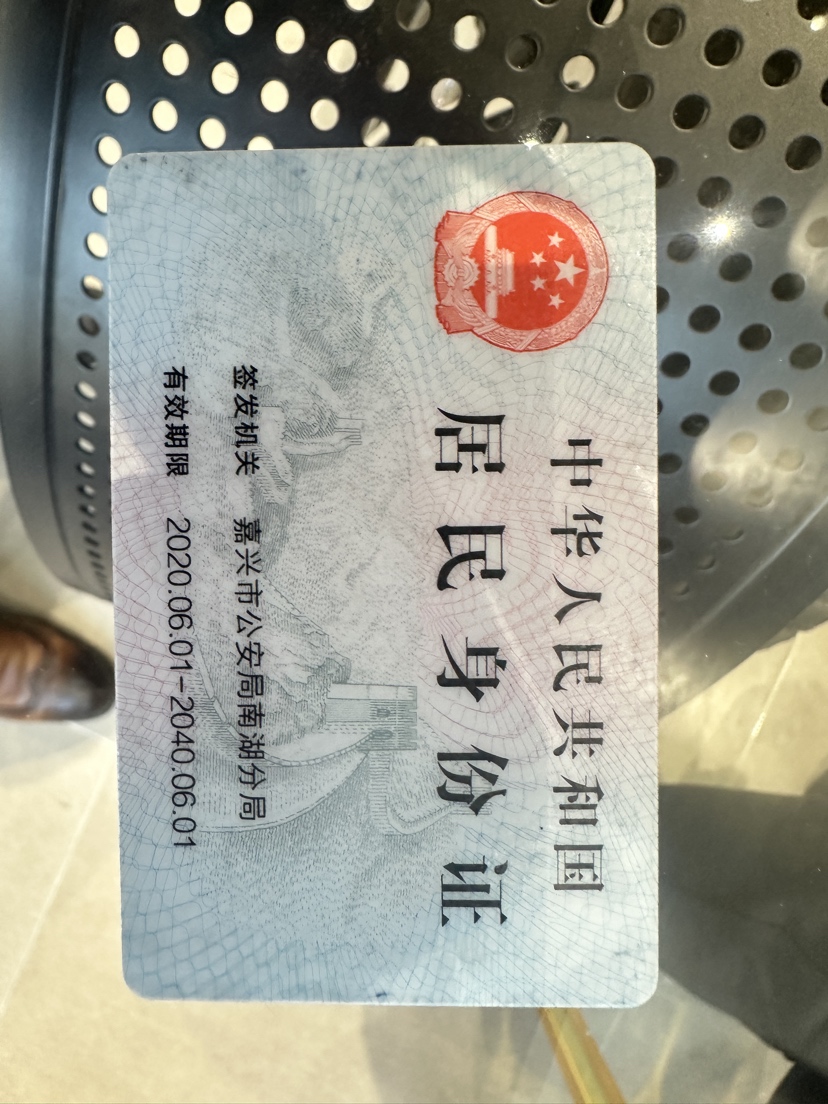 中华人民共和国
居民身份证
签发机关 嘉兴市公安局南湖分局
有效期限 2020.06.01-2040.06.01